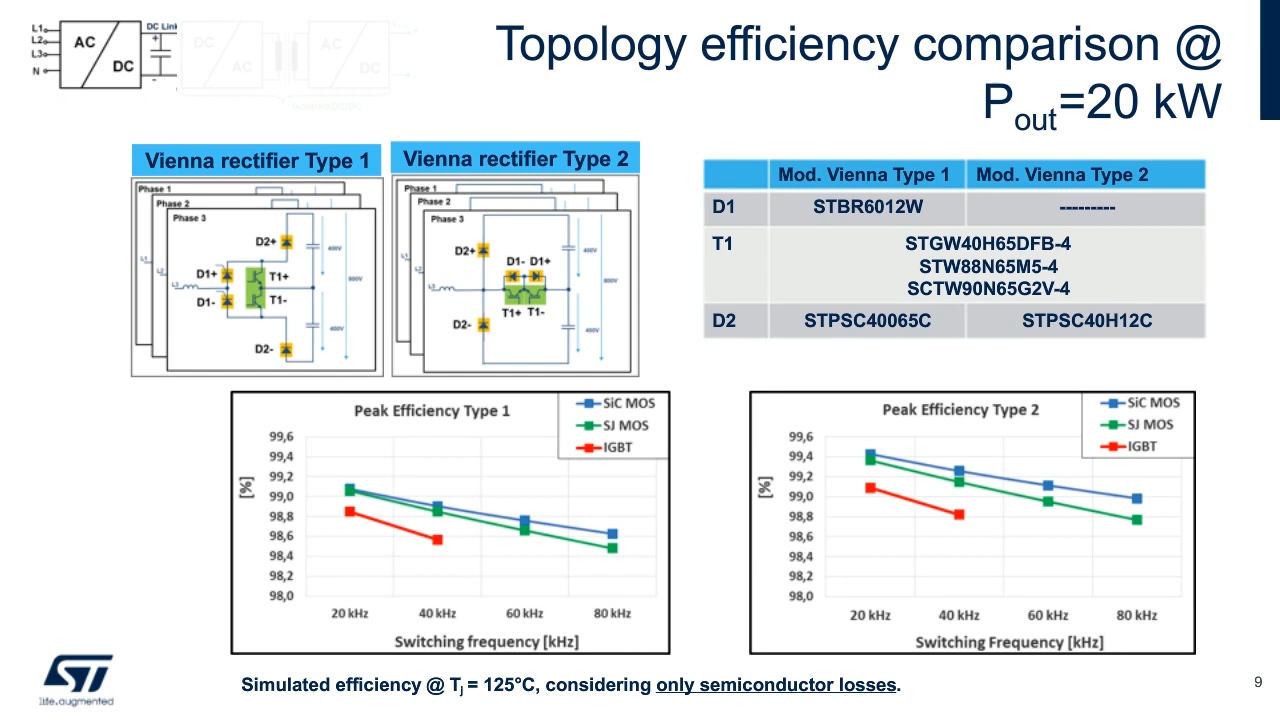 Topology efficiency comparison @
Pout=20 kW
L1
L2
L3
N
AC
DC
DC Link
+
-
DC
AC
AC
DC
Vienna rectifier Type 1
Phase 1
Phase 2
Phase 3
D2+
D1+
T1+
D1-
T1-
D2-
L1
L2
L3
400V
800V
400V
Vienna rectifier Type 2
Phase 1
Phase 2
Phase 3
D2+
D1- D1+
T1+ T1-
D2-
L1
L2
L3
400V
800V
400V
Mod. Vienna Type 1 Mod. Vienna Type 2
D1 STBR6012W ---------
T1 STGW40H65DFB-4
STW88N65M5-4
SCTW90N65G2V-4
D2 STPSC40065C STPSC40H12C
Peak Efficiency Type 1
SiC MOS
SJ MOS
IGBT
[%]
99,6
99,4
99,2
99,0
98,8
98,6
98,4
98,2
98,0
20 kHz 40 kHz 60 kHz 80 kHz
Switching frequency [kHz]
Peak Efficiency Type 2
SiC MOS
SJ MOS
IGBT
[%]
99,6
99,4
99,2
99,0
98,8
98,6
98,4
98,2
98,0
20 kHz 40 kHz 60 kHz 80 kHz
Switching Frequency [kHz]
ST
life.augmented
Simulated efficiency @ Tj = 125°C, considering only semiconductor losses.
9